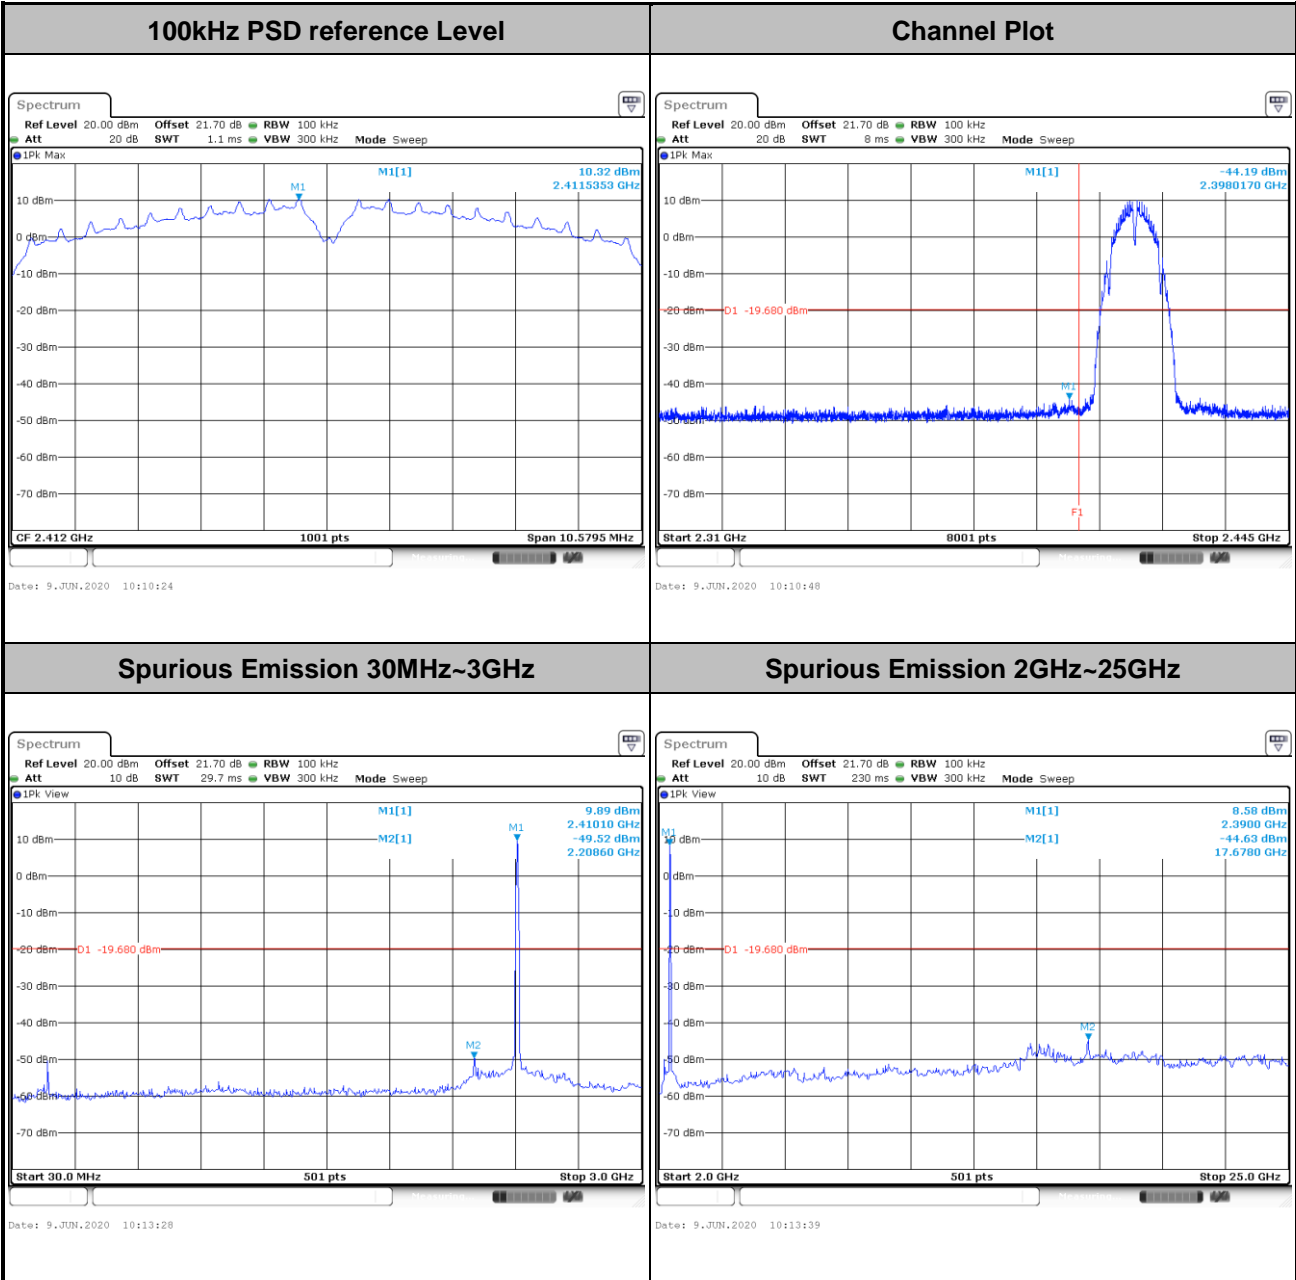 100kHz PSD reference Level
Spectrum
Ref Level 20.00 dBm Offset 21.70 dB RBW 100 kHz
Att 20 dB SWT 1.1 ms VBW 300 kHz Mode Sweep
1Pk Max
M1[1] 10.32 dBm
2.4115353 GHz
M1
10 dBm
0 dBm
-10 dBm
-20 dBm
-30 dBm
-40 dBm
-50 dBm
-60 dBm
-70 dBm
CF 2.412 GHz 1001 pts Span 10.5795 MHz
Date: 9.JUN.2020 10:10:24
Channel Plot
Spectrum
Ref Level 20.00 dBm Offset 21.70 dB RBW 100 kHz
Att 20 dB SWT 8 ms VBW 300 kHz Mode Sweep
1Pk Max
M1[1] -44.19 dBm
2.3980170 GHz
10 dBm
0 dBm
-10 dBm
-20 dBm D1 -19.680 dBm
-30 dBm
-40 dBm
M1
-50 dBm
-60 dBm
-70 dBm
F1
Start 2.31 GHz 8001 pts Stop 2.445 GHz
Date: 9.JUN.2020 10:10:48
Spurious Emission 30MHz~3GHz
Spectrum
Ref Level 20.00 dBm Offset 21.70 dB RBW 100 kHz
Att 10 dB SWT 29.7 ms VBW 300 kHz Mode Sweep
1Pk View
M1[1] 9.89 dBm
2.41010 GHz
M2[1] -49.52 dBm
2.20860 GHz
M1
10 dBm
0 dBm
-10 dBm
-20 dBm D1 -19.680 dBm
-30 dBm
-40 dBm
M2
-50 dBm
-60 dBm
-70 dBm
Start 30.0 MHz 501 pts Stop 3.0 GHz
Date: 9.JUN.2020 10:13:28
Spurious Emission 2GHz~25GHz
Spectrum
Ref Level 20.00 dBm Offset 21.70 dB RBW 100 kHz
Att 10 dB SWT 230 ms VBW 300 kHz Mode Sweep
1Pk View
M1[1] 8.58 dBm
2.3900 GHz
M2[1] -44.63 dBm
17.6780 GHz
M1
10 dBm
0 dBm
-10 dBm
-20 dBm D1 -19.680 dBm
-30 dBm
-40 dBm
M2
-50 dBm
-60 dBm
-70 dBm
Start 2.0 GHz 501 pts Stop 25.0 GHz
Date: 9.JUN.2020 10:13:39